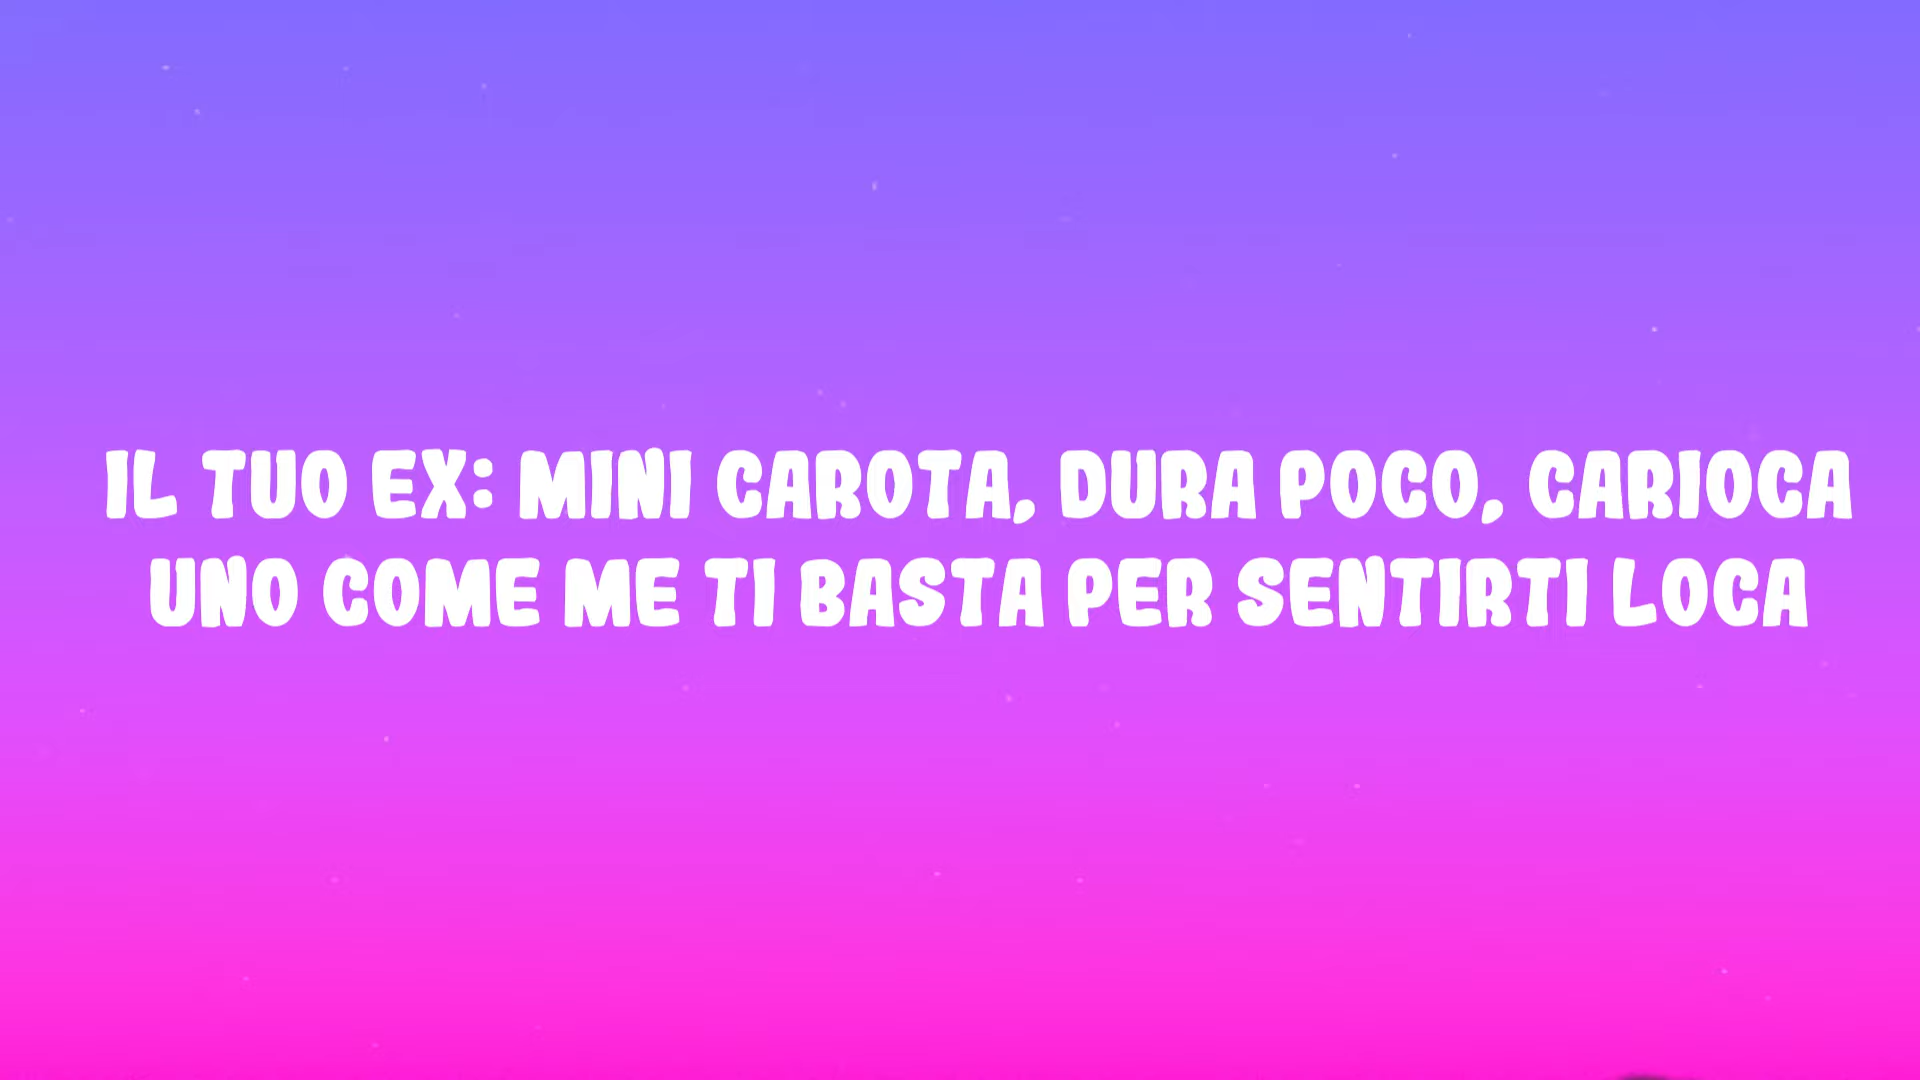 IL TUO EX: MINI CAROTA, DURA POCO, CARIOCA
UNO COME ME TI BASTA PER SENTIRTI LOCA